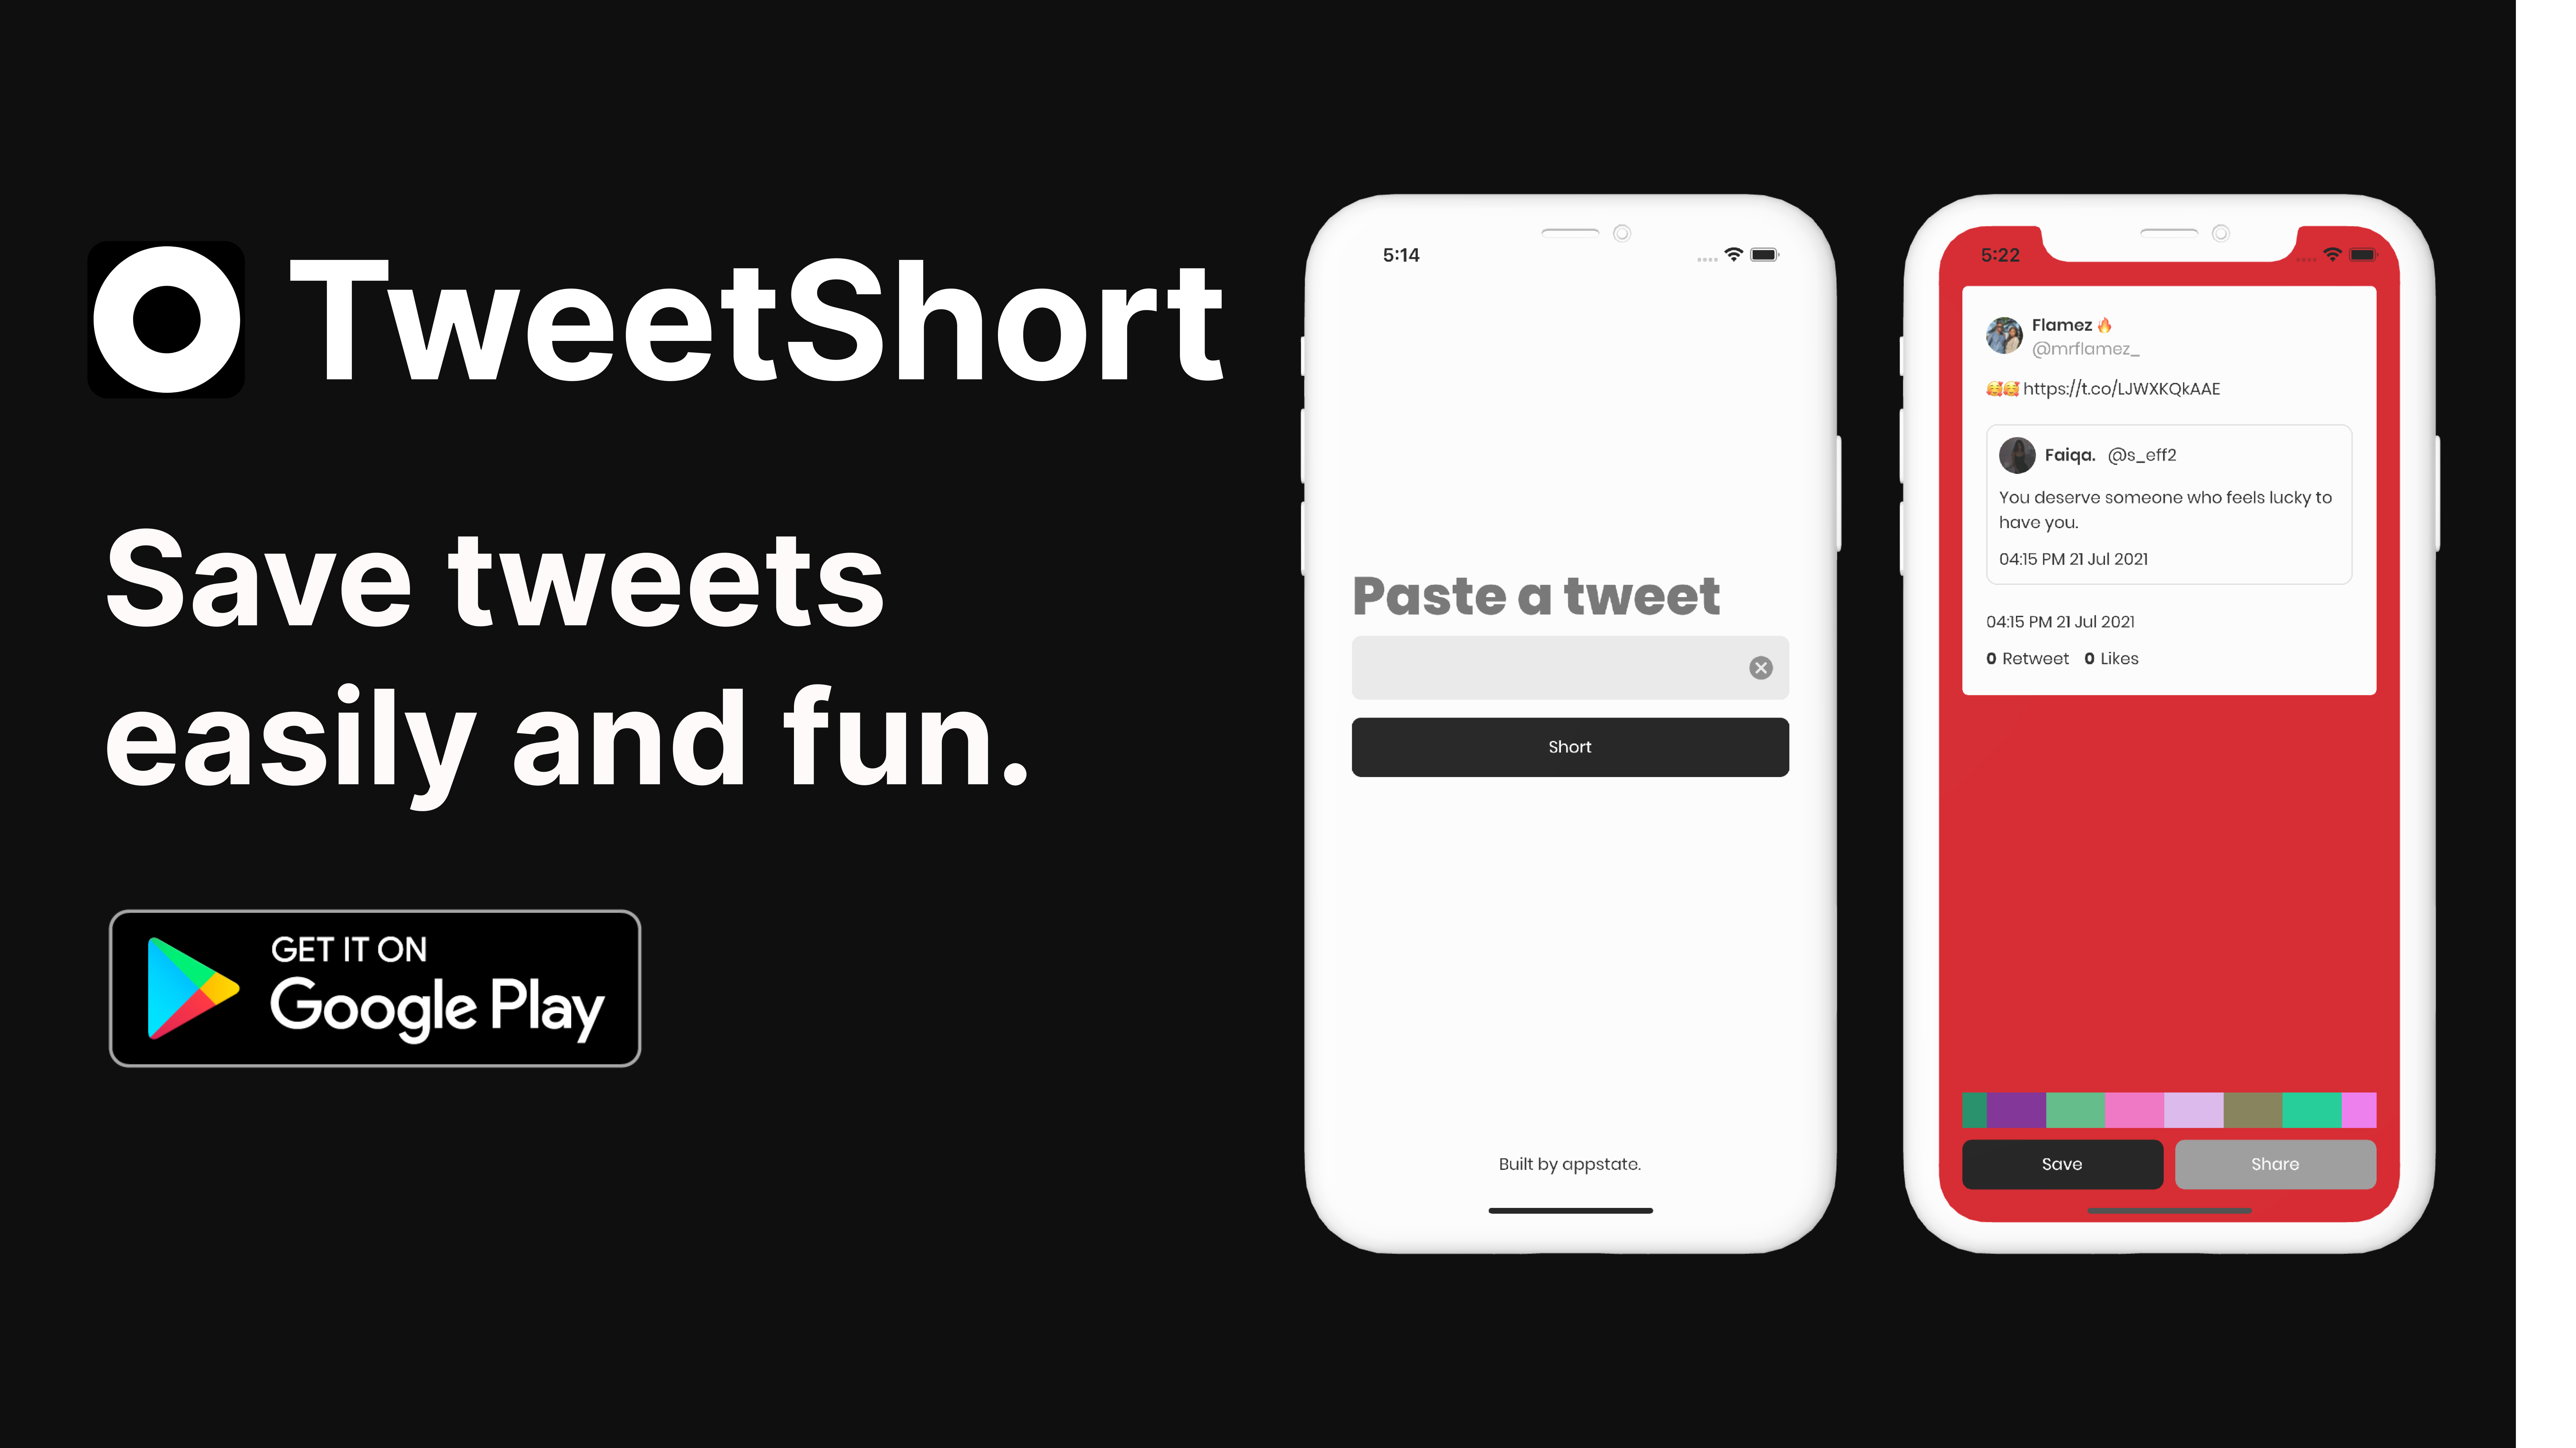 TweetShort
Save tweets
easily and fun.
GET IT ON
Google Play
5:14
Paste a tweet
Short
Built by appstate.
5:22
Flamez 🔥
@mrflamez_
🥰🥰 https://t.co/LJWXKQkAAE
Faiqa. @s_eff2
You deserve someone who feels lucky to
have you.
04:15 PM 21 Jul 2021
04:15 PM 21 Jul 2021
0 Retweet 0 Likes
Save
Share